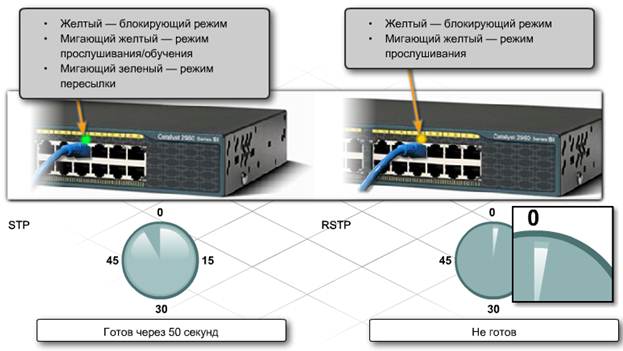 Желтый — блокирующий режим
Мигающий желтый — режим
прослушивания/обучения
Мигающий зеленый — режим
пересылки
Желтый — блокирующий режим
Мигающий желтый — режим
прослушивания
Catalyst 2960 Series SI
Catalyst 2960 Series SI
STP
0
45
15
30
Готов через 50 секунд
RSTP
0
45
30
0
Не готов